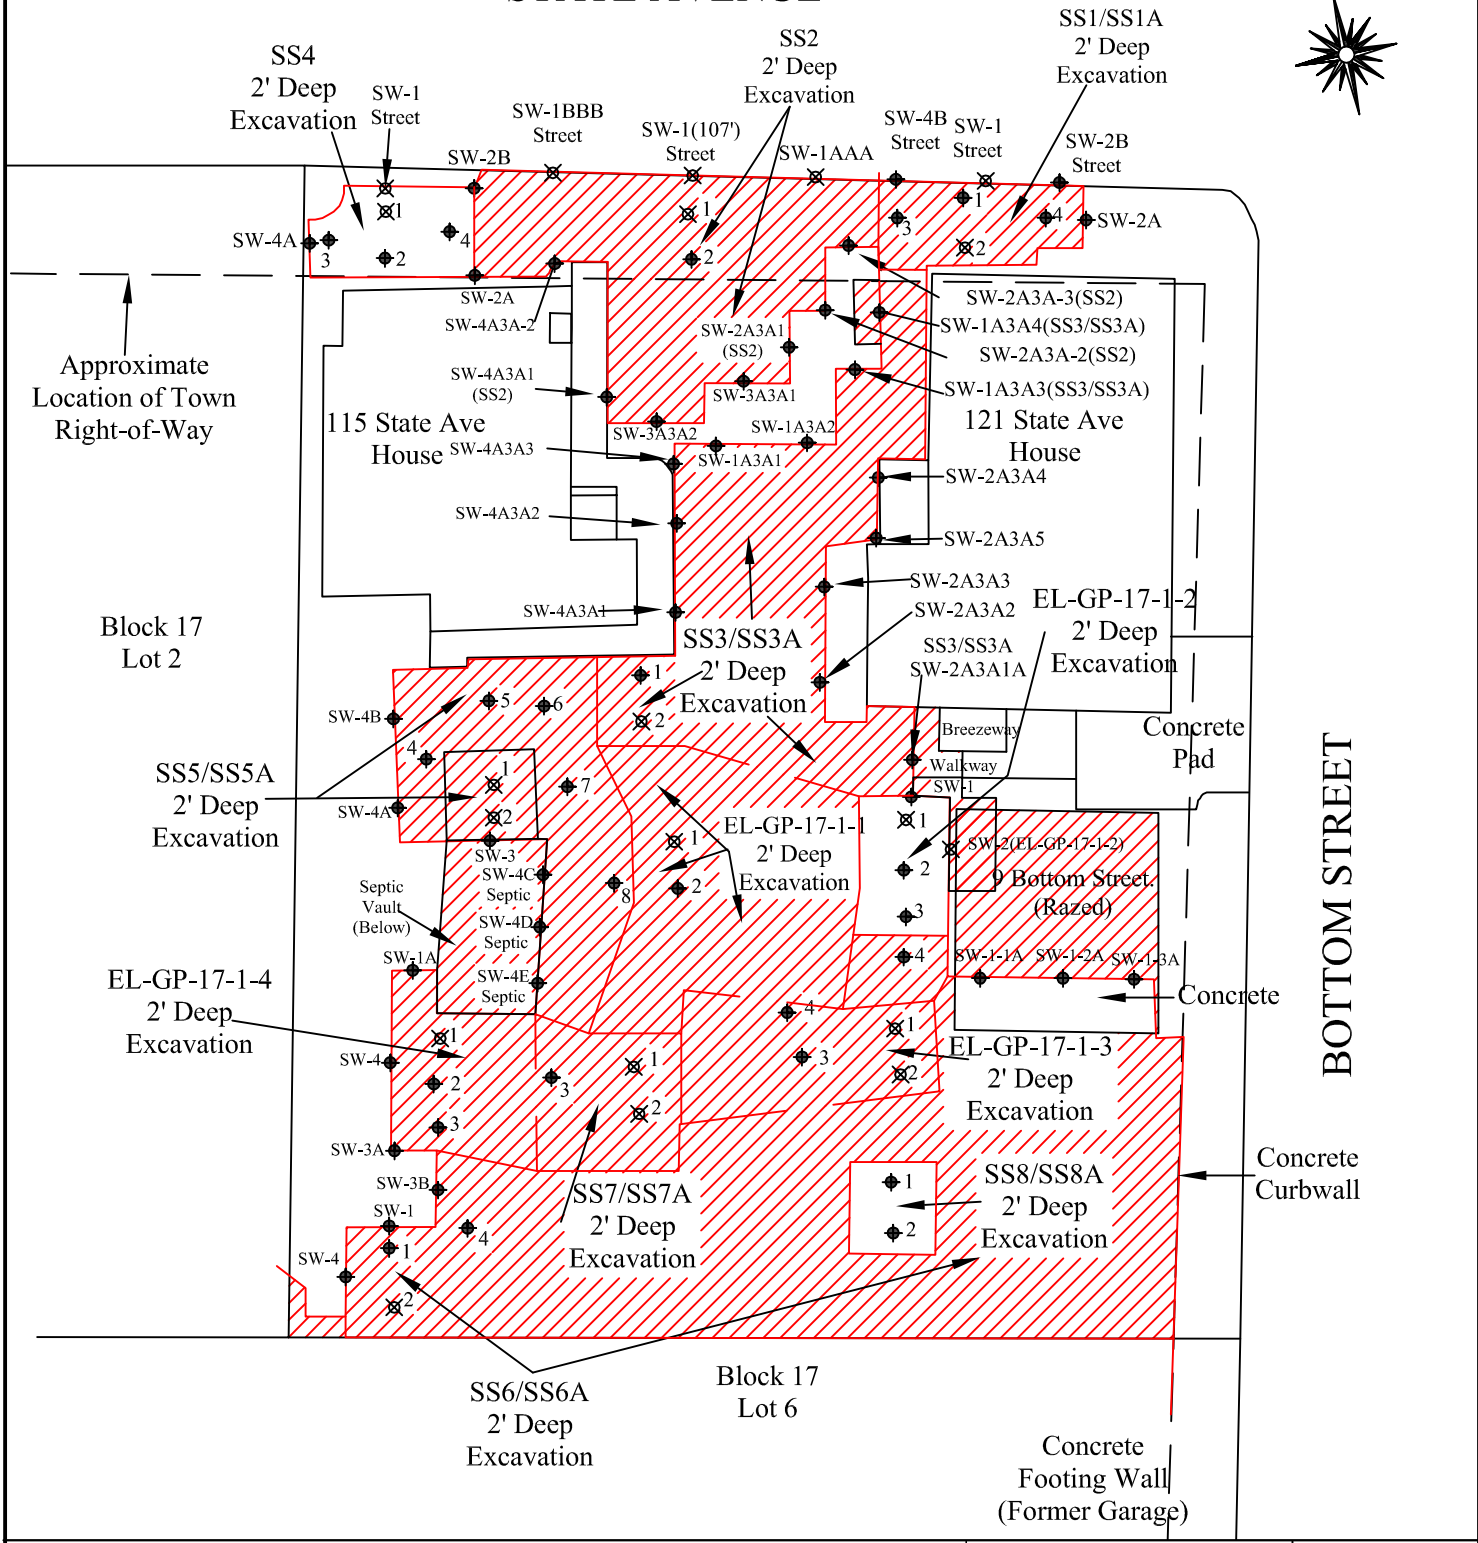 STATE AVENUE
SS4
2' Deep
Excavation
SW-1
Street
SW-1BBB
Street
SW-1(107')
Street
SS2
2' Deep
Excavation
SW-1AAA
SW-4B
Street
SW-1
Street
SS1/SS1A
2' Deep
Excavation
SW-2B
Street
SW-2B
SW-4A
3
1
2
4
1
2
3
1
2
4
SW-2A
SW-2A
SW-4A3A-2
SW-2A3A-3(SS2)
SW-1A3A4(SS3/SS3A)
SW-2A3A-2(SS2)
SW-1A3A3(SS3/SS3A)
SW-2A3A1
(SS2)
Approximate
Location of Town
Right-of-Way
SW-4A3A1
(SS2)
SW-3A3A1
SW-3A3A2
SW-1A3A2
SW-1A3A1
115 State Ave
House
121 State Ave
House
SW-4A3A3
SW-2A3A4
SW-4A3A2
SW-2A3A5
SW-2A3A3
SW-4A3A1
SW-2A3A2
EL-GP-17-1-2
2' Deep
Excavation
Block 17
Lot 2
SS3/SS3A
2' Deep
Excavation
SS3/SS3A
SW-2A3A1A
1
2
5
6
SW-4B
4
Breezeway
Walkway
Concrete
Pad
SS5/SS5A
2' Deep
Excavation
1
2
7
SW-4A
SW-1
EL-GP-17-1-1
2' Deep
Excavation
1
2
1
2
3
4
SW-2(EL-GP-17-1-2)
9 Bottom Street.
(Razed)
SW-3
SW-4C
Septic
8
SW-4D
Septic
SW-4E
Septic
Septic
Vault
(Below)
SW-1A
SW-1-1A
SW-1-2A
SW-1-3A
Concrete
BOTTOM STREET
EL-GP-17-1-4
2' Deep
Excavation
1
2
3
SW-4
3
1
2
4
3
1
2
EL-GP-17-1-3
2' Deep
Excavation
SW-3A
SW-3B
SW-1
1
2
4
SW-4
SS7/SS7A
2' Deep
Excavation
1
2
SS8/SS8A
2' Deep
Excavation
Concrete
Curbwall
SS6/SS6A
2' Deep
Excavation
Block 17
Lot 6
Concrete
Footing Wall
(Former Garage)